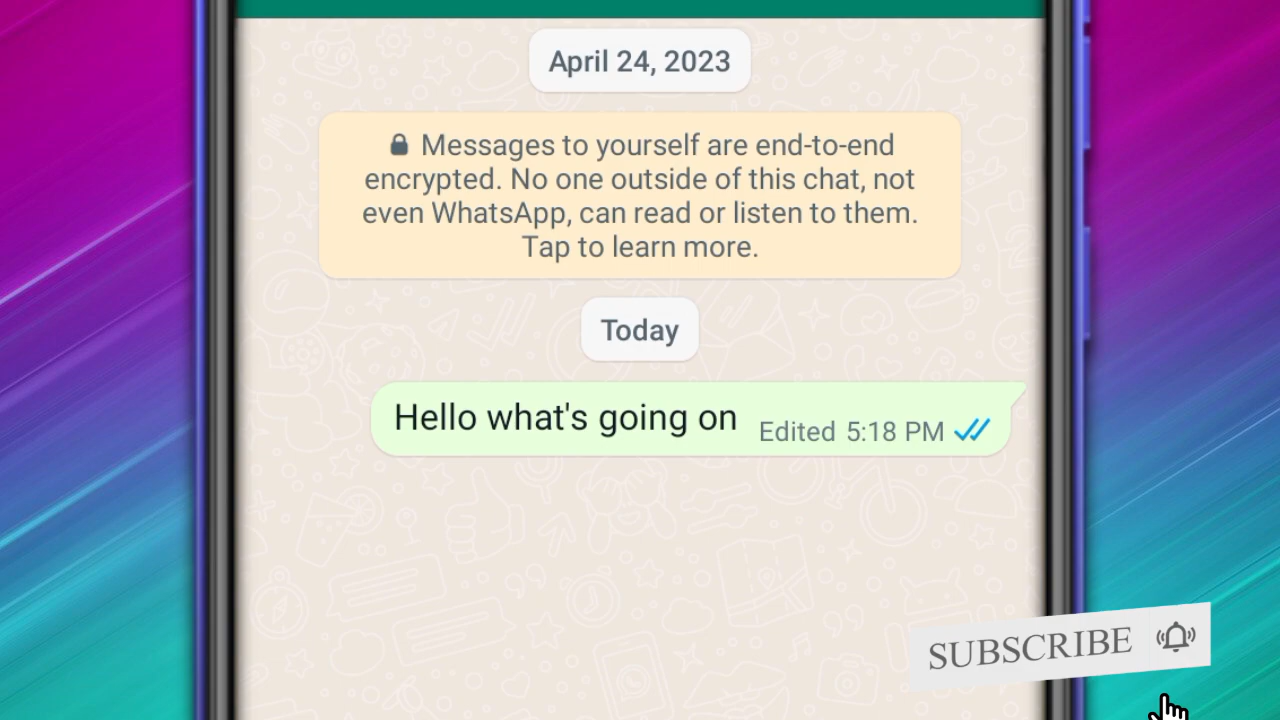 April 24, 2023
Messages to yourself are end-to-end
encrypted. No one outside of this chat, not
even WhatsApp, can read or listen to them.
Tap to learn more.
Today
Hello what's going on Edited 5:18 PM
SUBSCRIBE